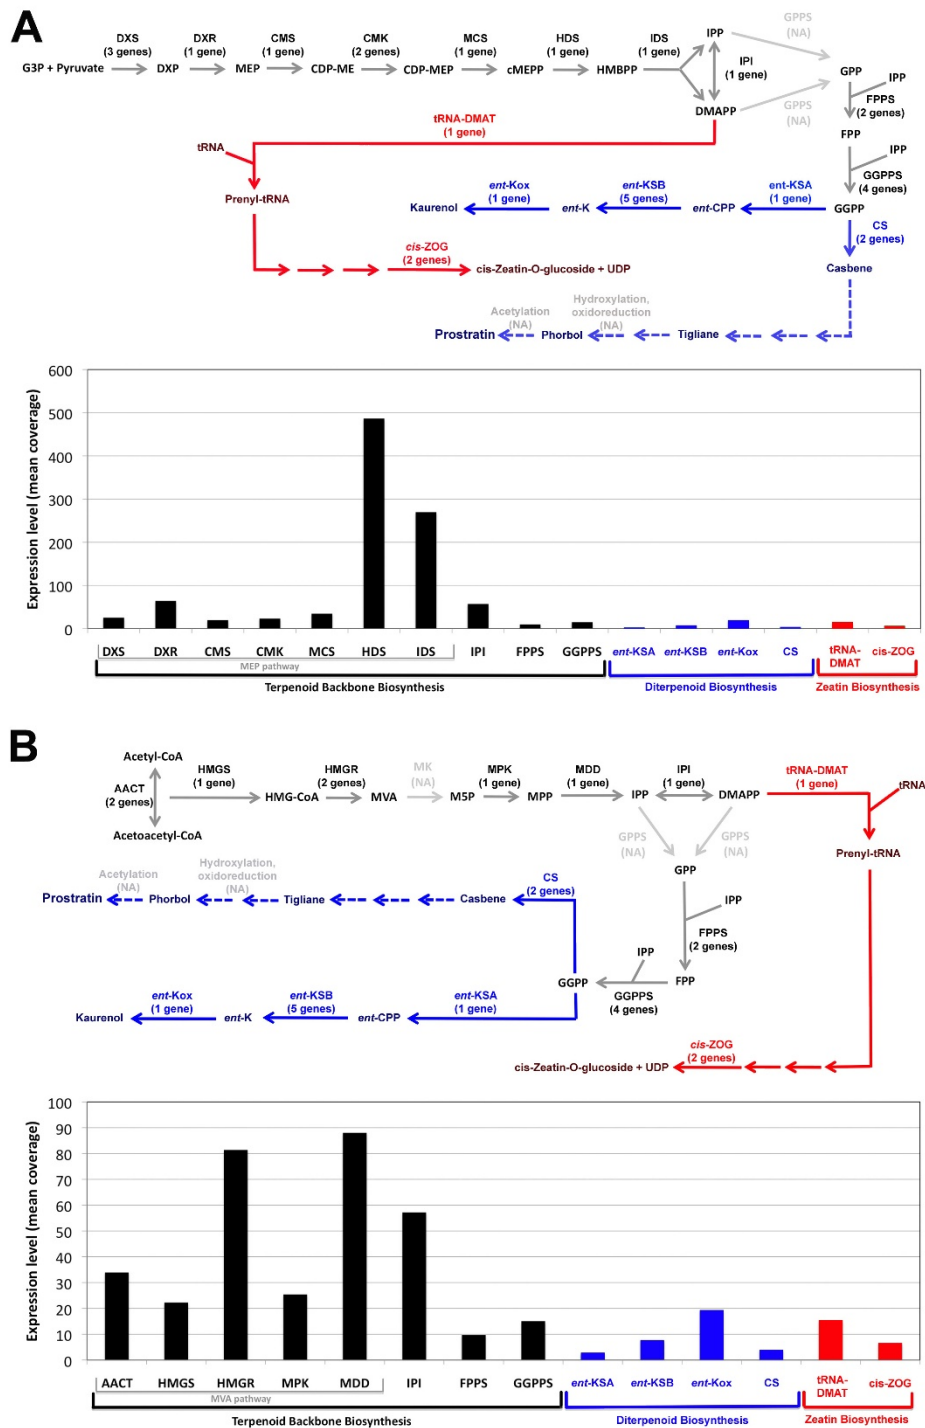 A
DXS
(3 genes)
DXR
(1 gene)
CMS
(1 gene)
CMK
(2 genes)
MCS
(1 gene)
HDS
(1 gene)
IDS
(1 gene)
IPP
GPPS
(NA)
G3P + Pyruvate
DXP
MEP
CDP-ME
CDP-MEP
cMEPP
HMBPP
IPI
(1 gene)
GPP
IPP
DMAPP
GPPS
(NA)
FPPS
(2 genes)
tRNA-DMAT
(1 gene)
tRNA
FPP
IPP
GGPPS
(4 genes)
Prenyl-tRNA
Kaurenol
ent-Kox
(1 gene)
ent-K
ent-KSB
(5 genes)
ent-CPP
ent-KSA
(1 gene)
GGPP
CS
(2 genes)
cis-ZOG
(2 genes)
cis-Zeatin-O-glucoside + UDP
Casbene
Prostratin
Acetylation
(NA)
Phorbol
Hydroxylation,
oxidoreduction
(NA)
Tigliane
Expression level (mean coverage)
600
500
400
300
200
100
0
DXS DXR CMS CMK MCS HDS IDS IPI FPPS GGPPS ent-KSA ent-KSB ent-Kox CS tRNA-DMAT cis-ZOG
MEP pathway
Terpenoid Backbone Biosynthesis
Diterpenoid Biosynthesis
Zeatin Biosynthesis
B
Acetyl-CoA
AACT
(2 genes)
Acetoacetyl-CoA
HMGS
(1 gene)
HMG-CoA
HMGR
(2 genes)
MVA
MK
(NA)
M5P
MPK
(1 gene)
MPP
MDD
(1 gene)
IPP
IPI
(1 gene)
DMAPP
tRNA-DMAT
(1 gene)
tRNA
GPPS
(NA)
GPPS
(NA)
Prenyl-tRNA
GPP
Prostratin
Acetylation
(NA)
Phorbol
Hydroxylation,
oxidoreduction
(NA)
Tigliane
Casbene
CS
(2 genes)
IPP
FPPS
(2 genes)
IPP
GGPP
GGPPS
(4 genes)
FPP
Kaurenol
ent-Kox
(1 gene)
ent-K
ent-KSB
(5 genes)
ent-CPP
ent-KSA
(1 gene)
cis-Zeatin-O-glucoside + UDP
cis-ZOG
(2 genes)
Expression level (mean coverage)
100
90
80
70
60
50
40
30
20
10
0
AACT HMGS HMGR MPK MDD IPI FPPS GGPPS ent-KSA ent-KSB ent-Kox CS tRNA-DMAT cis-ZOG
MVA pathway
Terpenoid Backbone Biosynthesis
Diterpenoid Biosynthesis
Zeatin Biosynthesis